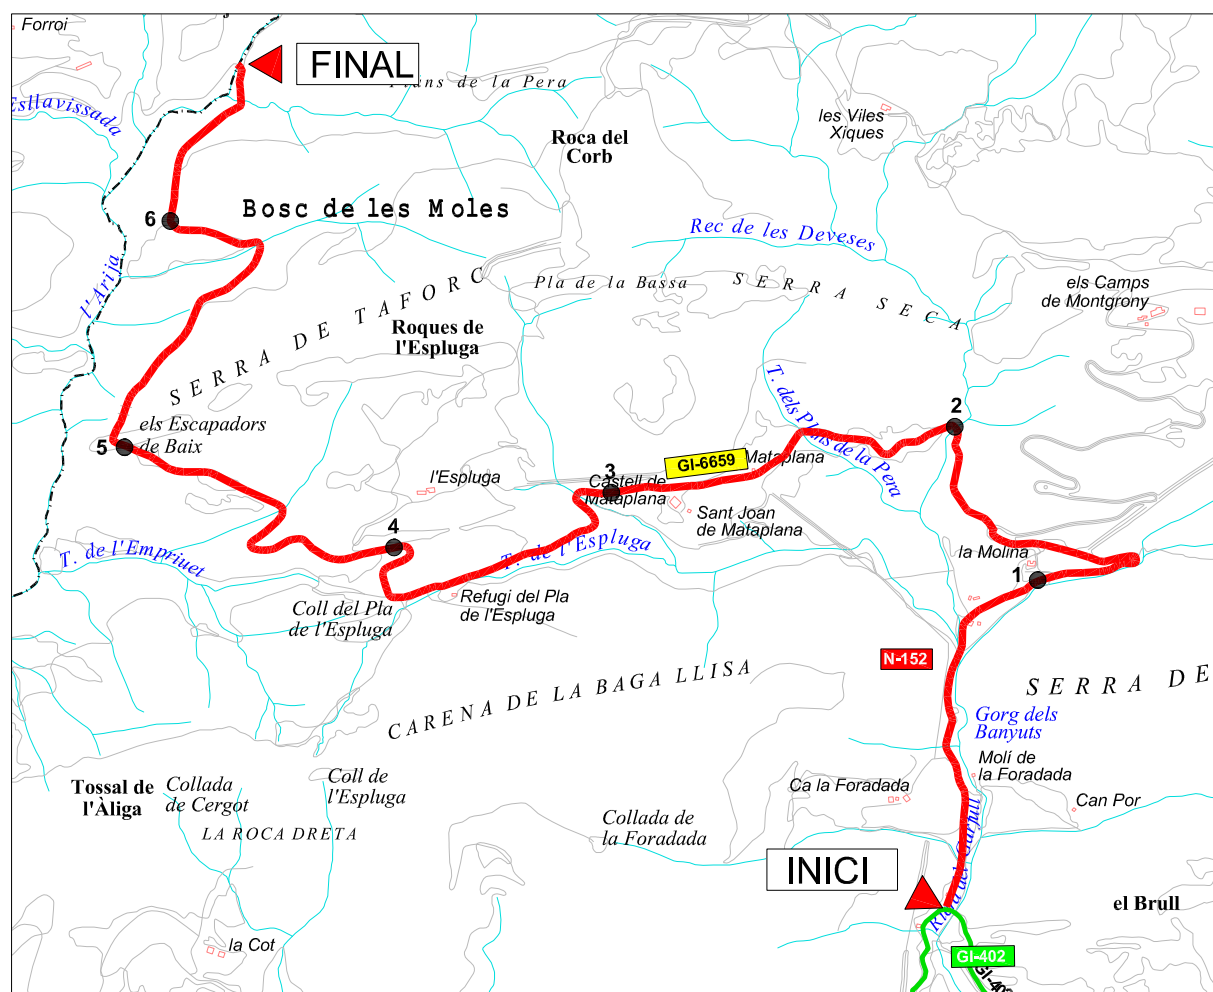 Forroi
FINAL
Plans de la Pera
Esllavissada
Roca del
Corb
les Viles
Xiques
6
Bosc de les Moles
Rec de les Deveses
l'Arija
SERRA DE TAFORC
Pla de la Bassa
SERRA SECA
els Camps
de Montgrony
Roques de
l'Espluga
T. dels Plans de la Pera
2
els Escapadors
de Baix
5
l'Espluga
3
GI-6659
Mataplana
Castell de
Mataplana
Sant Joan
de Mataplana
4
T. de l'Empriuet
T. de l'Espluga
la Molina
1
Coll del Pla
de l'Espluga
Refugi del Pla
de l'Espluga
N-152
CARENA DE LA BAGA LLISA
SERRA DE
Gorg dels
Banyuts
Molí de
la Foradada
Tossal de
l'Àliga
Collada
de Cergot
Coll de
l'Espluga
Ca la Foradada
Can Por
LA ROCA DRETA
Collada de
la Foradada
INICI
Riera del Garfull
el Brull
la Cot
GI-402
GI-402